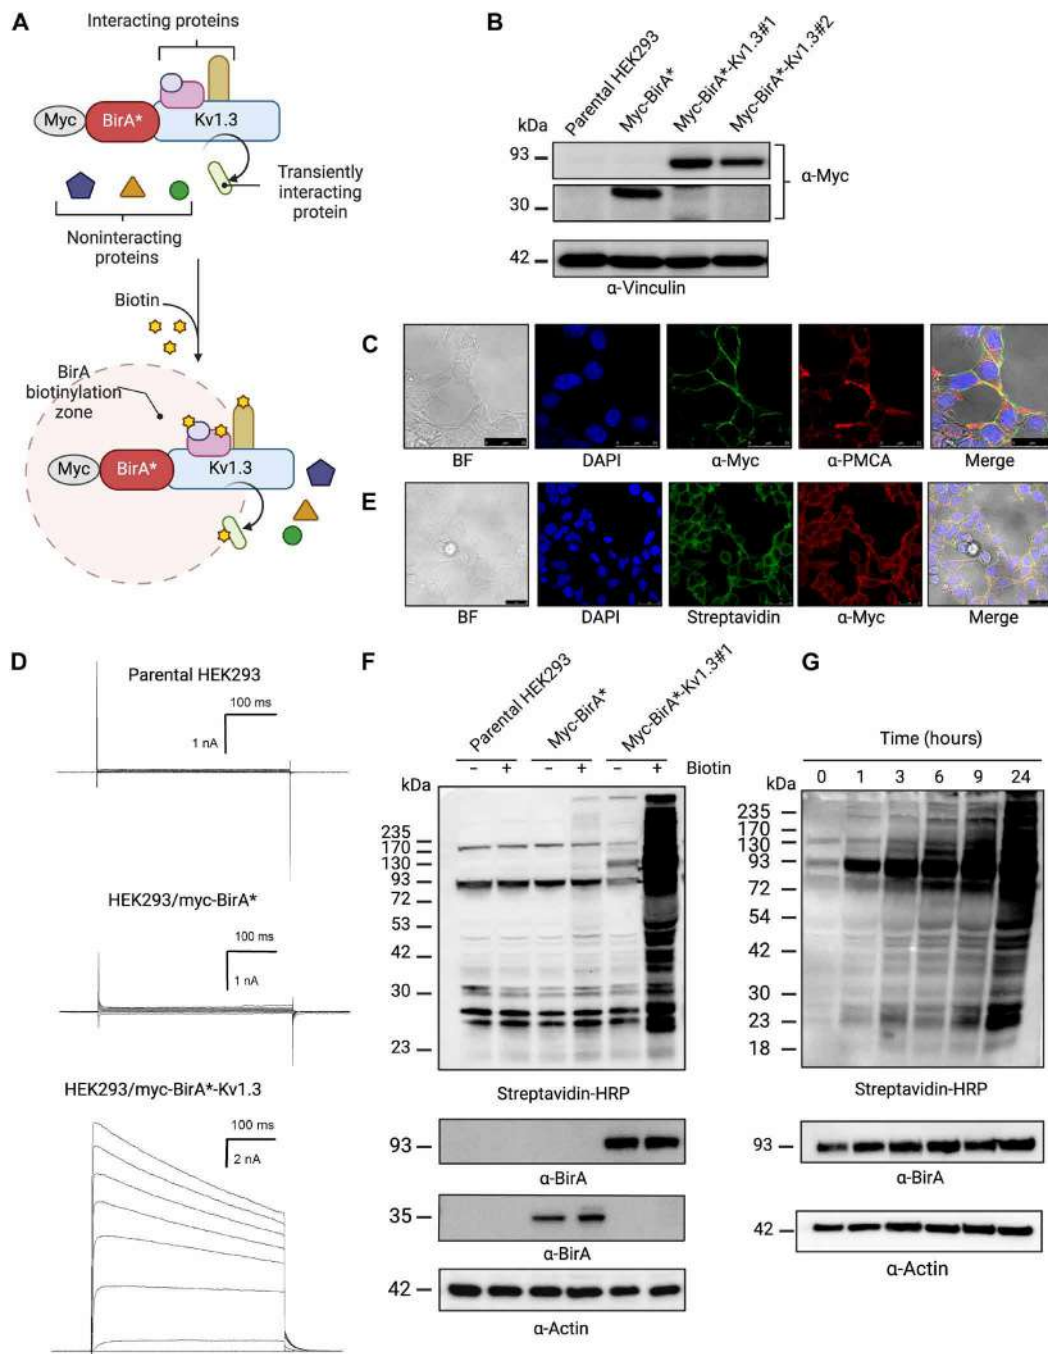 A
Interacting proteins
Myc
BirA*
Kv1.3
Transiently
interacting
protein
Noninteracting
proteins
Biotin
BirA
biotinylation
zone
Myc
BirA*
Kv1.3
B
Parental HEK293
Myc-BirA*
Myc-BirA*-Kv1.3#1
Myc-BirA*-Kv1.3#2
kDa
93
30
α-Myc
42
α-Vinculin
C
BF
DAPI
α-Myc
α-PMCA
Merge
E
BF
DAPI
Streptavidin
α-Myc
Merge
D
Parental HEK293
100 ms
1 nA
HEK293/myc-BirA*
100 ms
1 nA
HEK293/myc-BirA*-Kv1.3
100 ms
2 nA
F
Parental HEK293
Myc-BirA*
Myc-BirA*-Kv1.3#1
– + – + – + Biotin
kDa
235
170
130
93
72
53
42
30
23
Streptavidin-HRP
93
α-BirA
35
α-BirA
42
α-Actin
G
Time (hours)
0 1 3 6 9 24
kDa
235
170
130
93
72
54
42
30
23
18
Streptavidin-HRP
93
α-BirA
42
α-Actin